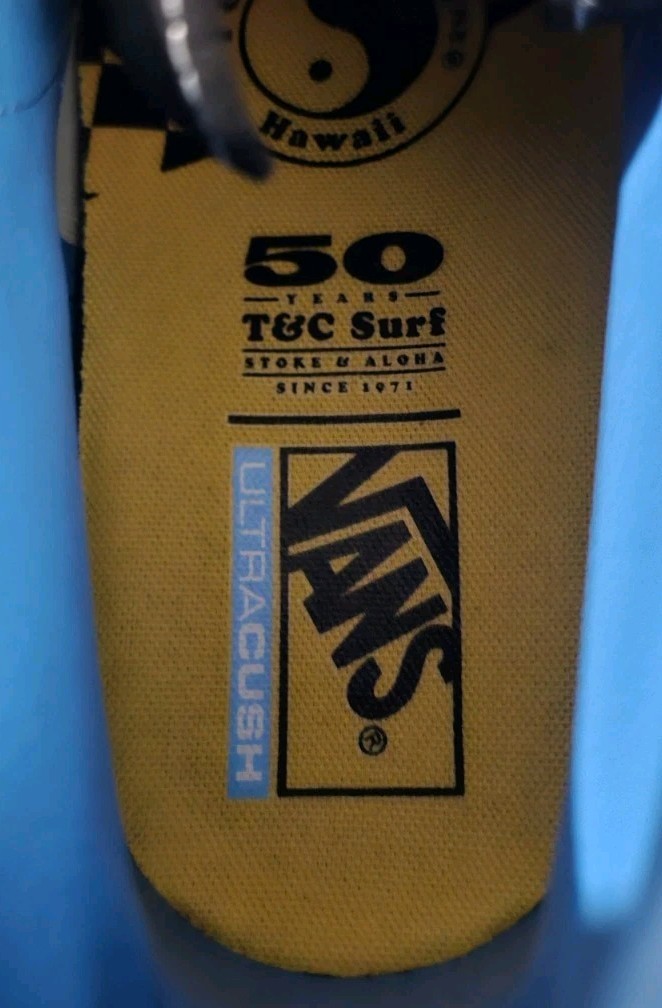 Hawaii
50
YEARS
T&C Surf
STOKE & ALOHA
SINCE 1971
ULTRACUSH
VANS
®